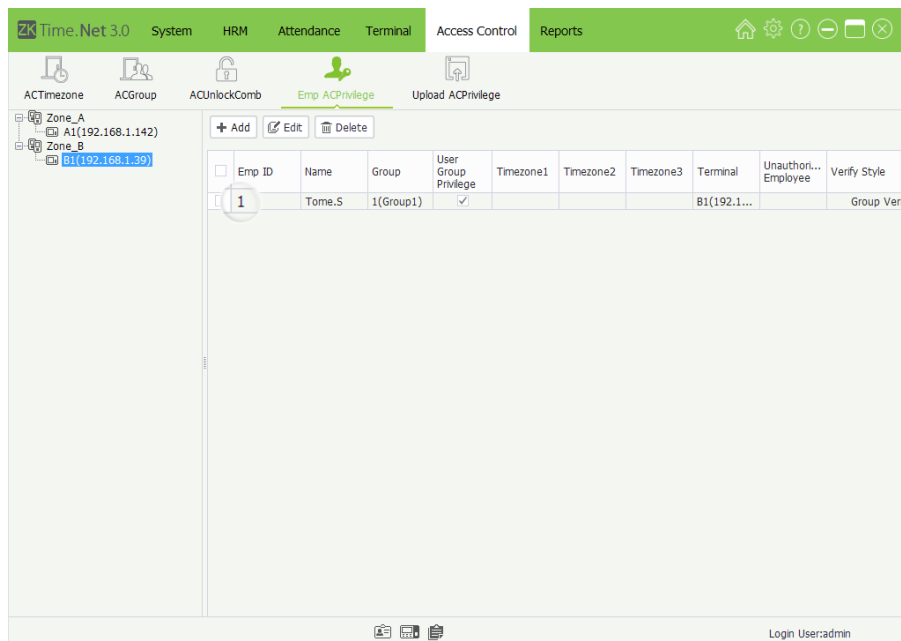 ZK Time.Net 3.0 System HRM Attendance Terminal Access Control Reports
ACTimezone ACGroup ACUnlockComb Emp ACPrivilege Upload ACPrivilege
Zone_A
A1(192.168.1.142)
Zone_B
B1(192.168.1.39)
+ Add Edit Delete
Emp ID Name Group User Group Privilege Timezone1 Timezone2 Timezone3 Terminal Unauthori... Employee Verify Style
1 Tome.S 1(Group1) B1(192.1... Group Ver
Login User:admin